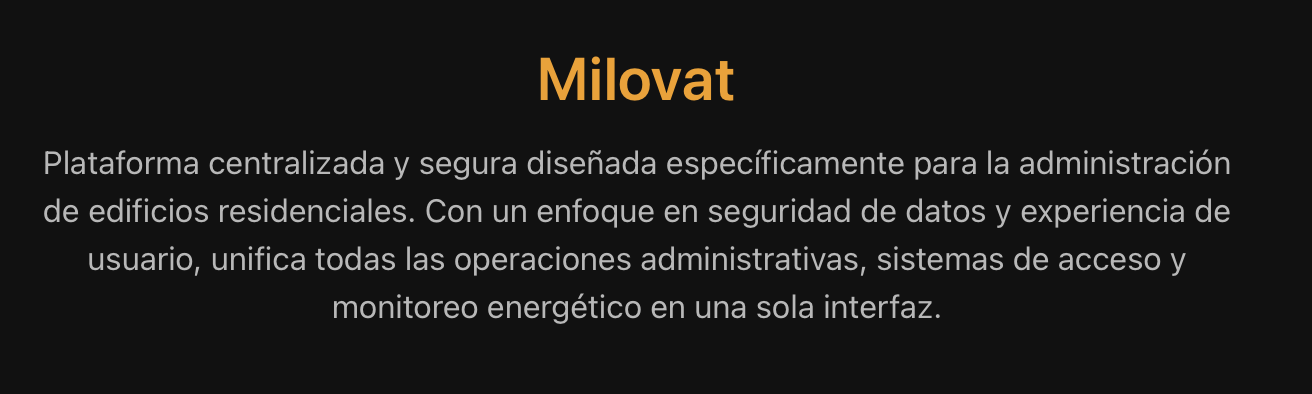 Milovat
Plataforma centralizada y segura diseñada específicamente para la administración
de edificios residenciales. Con un enfoque en seguridad de datos y experiencia de
usuario, unifica todas las operaciones administrativas, sistemas de acceso y
monitoreo energético en una sola interfaz.